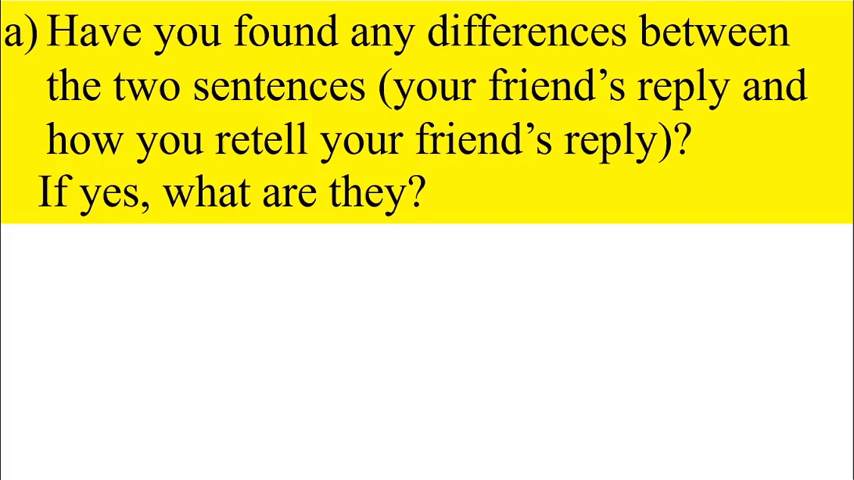 a) Have you found any differences between
the two sentences (your friend’s reply and
how you retell your friend’s reply)?
If yes, what are they?